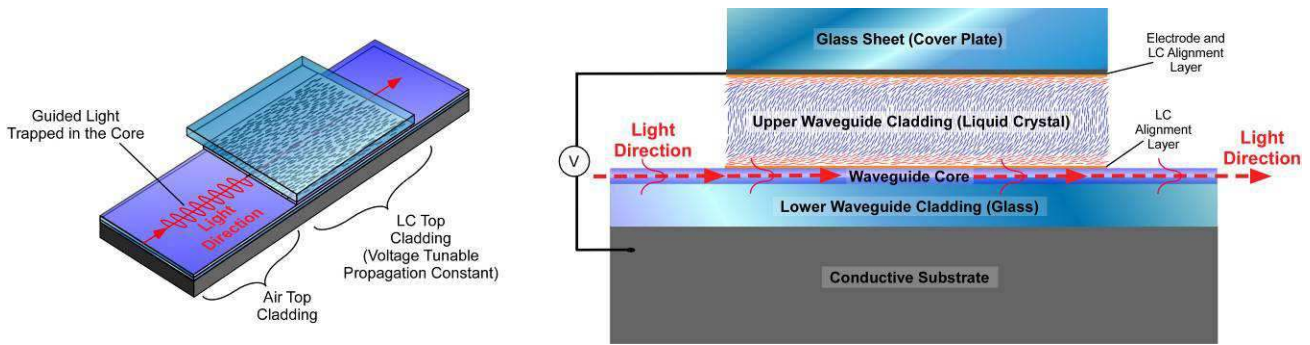 Guided Light
Trapped in the Core
Light
Direction
LC Top
Cladding
(Voltage Tunable
Propagation Constant)
Air Top
Cladding
Glass Sheet (Cover Plate)
Electrode and
LC Alignment
Layer
Upper Waveguide Cladding (Liquid Crystal)
LC
Alignment
Layer
V
Light
Direction
Light
Direction
Waveguide Core
Lower Waveguide Cladding (Glass)
Conductive Substrate